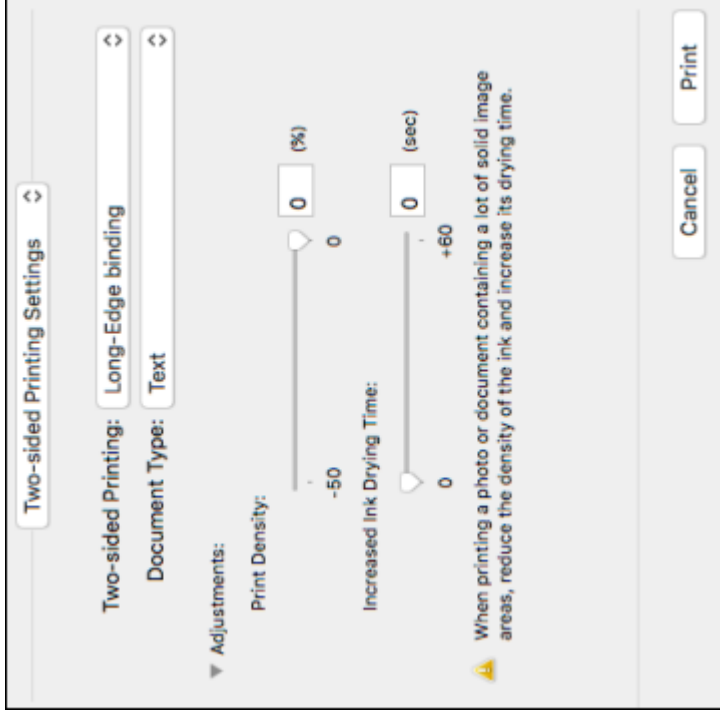 Two-sided Printing Settings
Two-sided Printing: Long-Edge binding
Document Type: Text
Adjustments:
Print Density:
0 (%)
-50 0
Increased Ink Drying Time:
0 (sec)
0 +60
When printing a photo or document containing a lot of solid image
areas, reduce the density of the ink and increase its drying time.
Cancel Print